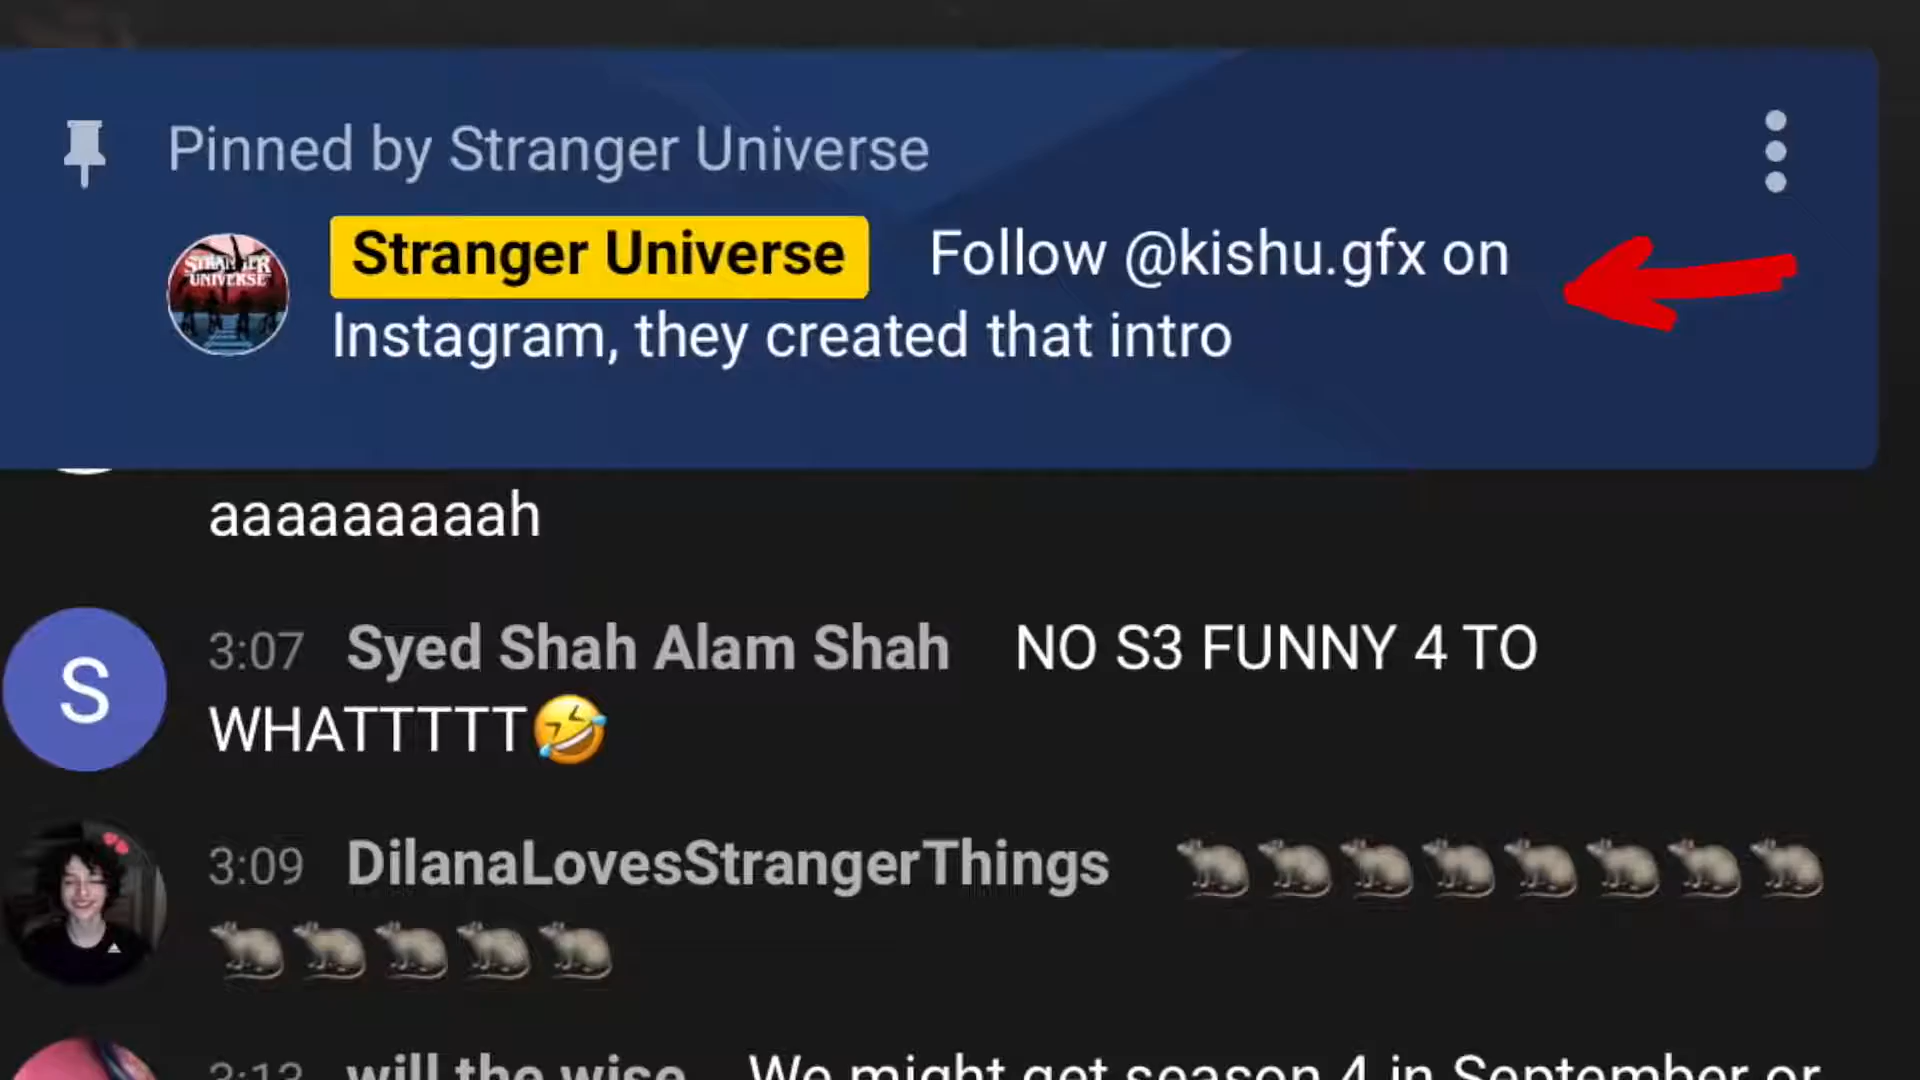 Pinned by Stranger Universe
Stranger Universe Follow @kishu.gfx on
STRANGER
UNIVERSE
Instagram, they created that intro
aaaaaaaaah
S
3:07 Syed Shah Alam Shah NO S3 FUNNY 4 TO
WHATTTTT🤣
3:09 DilanaLovesStrangerThings 🐀🐀🐀🐀🐀🐀🐀🐀
🐀🐀🐀🐀🐀
3:13 will the wise We might get season 4 in September or